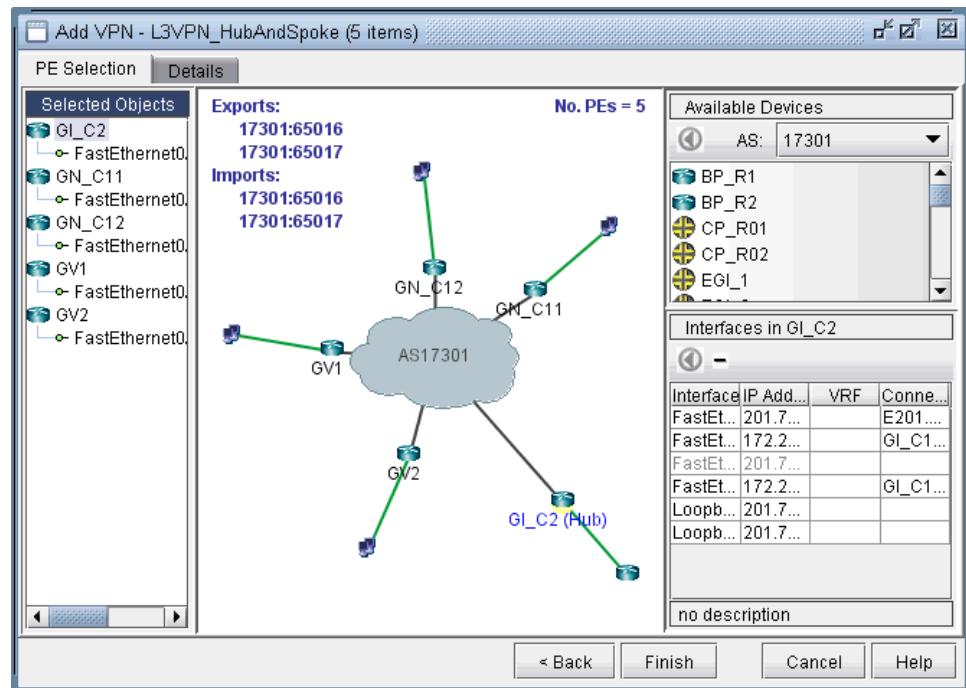 Add VPN - L3VPN_HubAndSpoke (5 items)
PE Selection
Details
Selected Objects
GI_C2
FastEthernet0.
GN_C11
FastEthernet0.
GN_C12
FastEthernet0.
GV1
FastEthernet0.
GV2
FastEthernet0.
Exports:
17301:65016
17301:65017
Imports:
17301:65016
17301:65017
No. PEs = 5
GN_C12
GN_C11
GV1
AS17301
GV2
GI_C2 (Hub)
Available Devices
AS: 17301
BP_R1
BP_R2
CP_R01
CP_R02
EGI_1
Interfaces in GI_C2
Interface IP Add... VRF Conne...
FastEt... 201.7... E201....
FastEt... 172.2... GI_C1...
FastEt... 201.7...
FastEt... 172.2... GI_C1...
Loopb... 201.7...
Loopb... 201.7...
no description
< Back Finish Cancel Help